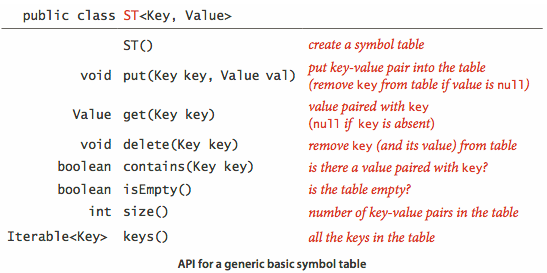 public class ST<Key, Value>
ST() create a symbol table
void put(Key key, Value val) put key-value pair into the table
(remove key from table if value is null)
Value get(Key key) value paired with key
(null if key is absent)
void delete(Key key) remove key (and its value) from table
boolean contains(Key key) is there a value paired with key?
boolean isEmpty() is the table empty?
int size() number of key-value pairs in the table
Iterable<Key> keys() all the keys in the table
API for a generic basic symbol table